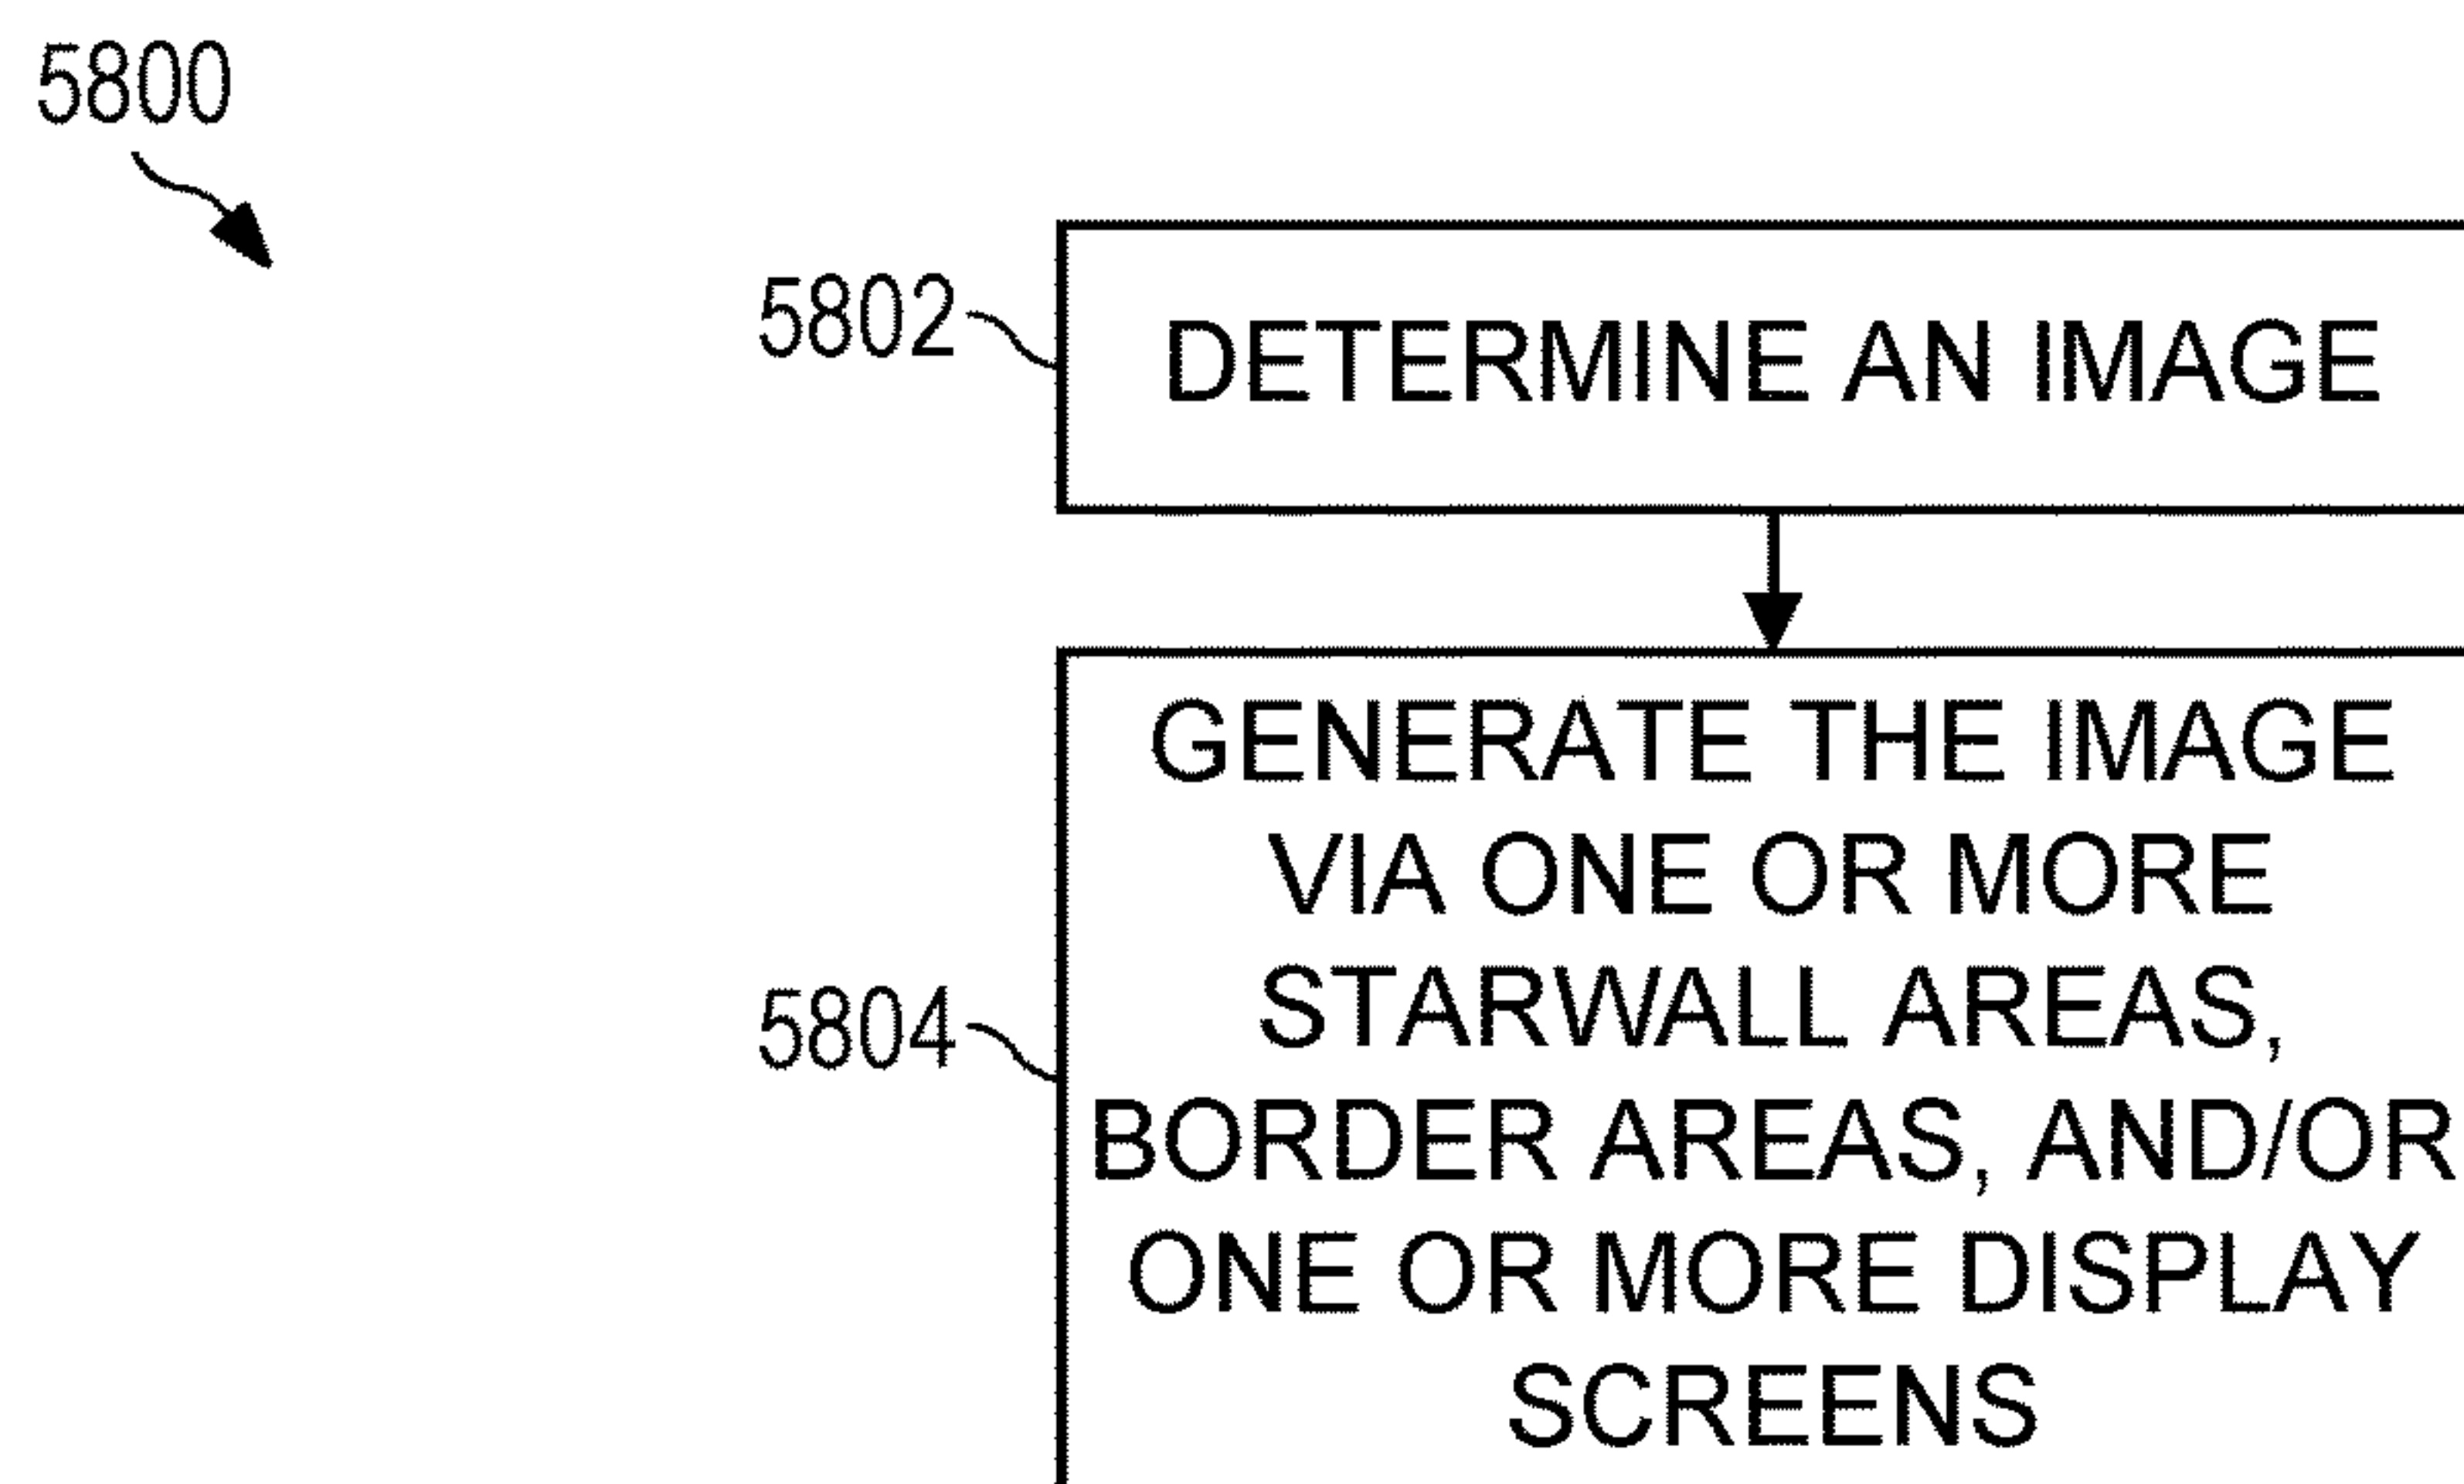 5800
5802
DETERMINE AN IMAGE
GENERATE THE IMAGE
VIA ONE OR MORE
STARWALL AREAS,
5804
BORDER AREAS, AND/OR
ONE OR MORE DISPLAY
SCREENS